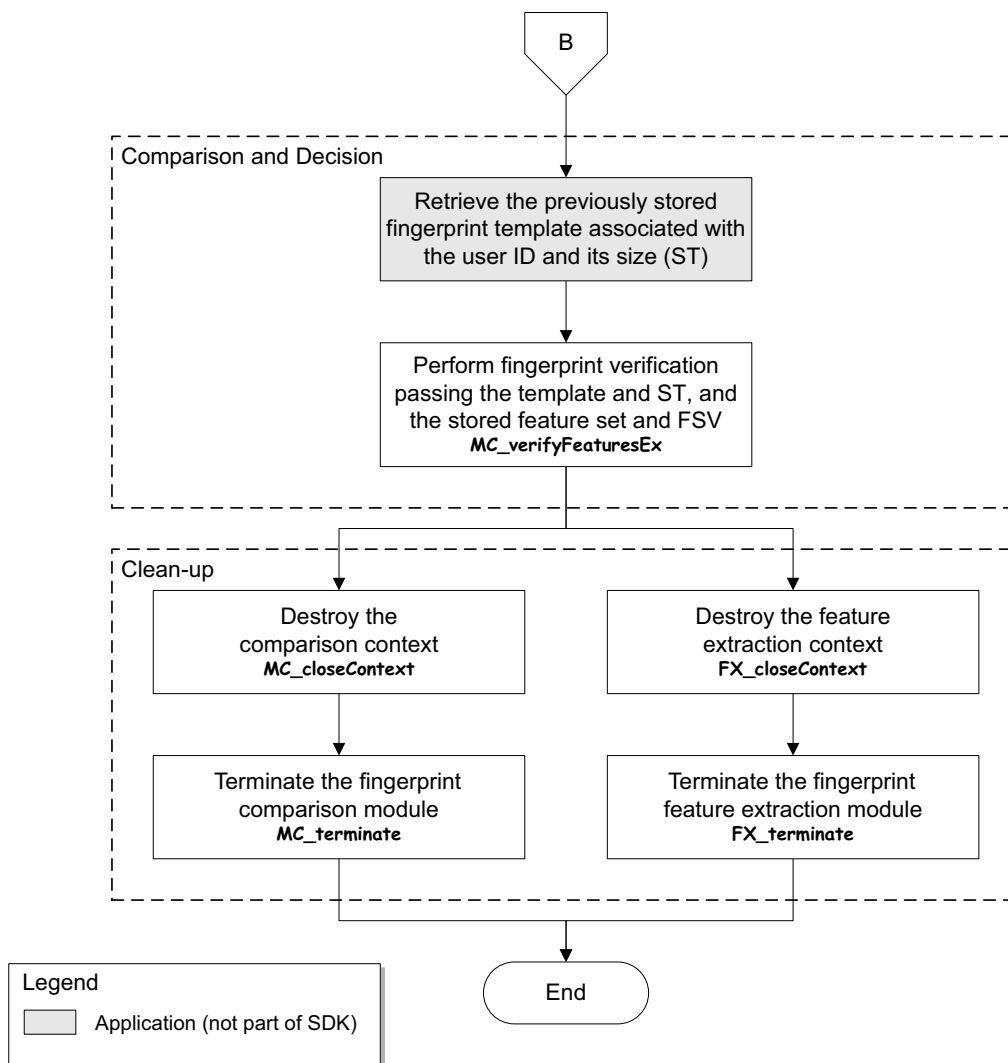 B
Comparison and Decision
Retrieve the previously stored
fingerprint template associated with
the user ID and its size (ST)
Perform fingerprint verification
passing the template and ST, and
the stored feature set and FSV
MC_verifyFeaturesEx
Clean-up
Destroy the
comparison context
MC_closeContext
Destroy the feature
extraction context
FX_closeContext
Terminate the fingerprint
comparison module
MC_terminate
Terminate the fingerprint
feature extraction module
FX_terminate
End
Legend
Application (not part of SDK)